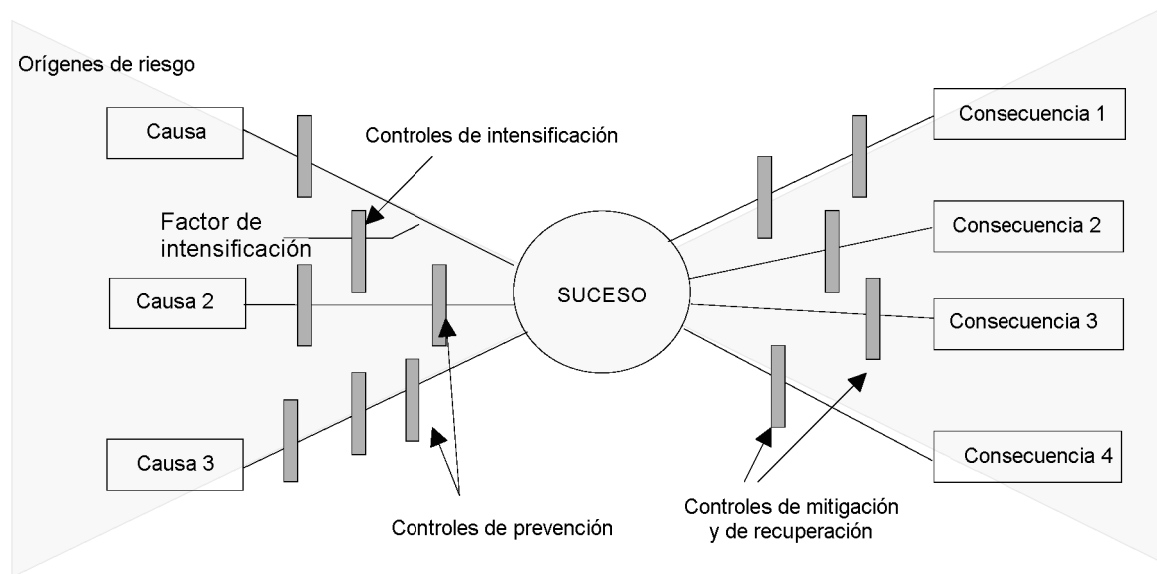 Orígenes de riesgo
Causa
Controles de intensificación
Factor de
intensificación
Causa 2
Causa 3
Controles de prevención
SUCESO
Consecuencia 1
Consecuencia 2
Consecuencia 3
Consecuencia 4
Controles de mitigación
y de recuperación